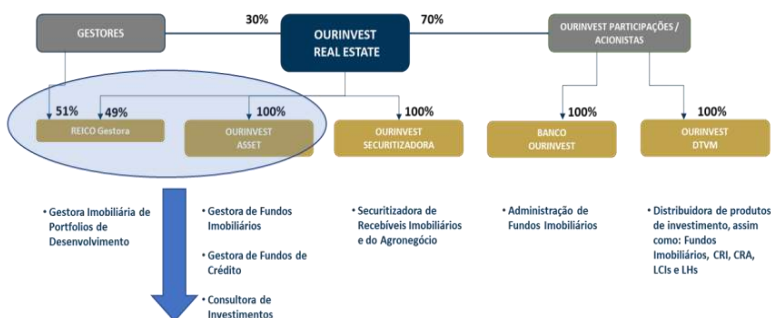 GESTORES
30%
OURINVEST
REAL ESTATE
70%
OURINVEST PARTICIPAÇÕES /
ACIONISTAS
51%
49%
100%
100%
100%
100%
REICO Gestora
OURINVEST
ASSET
OURINVEST
SECURITIZADORA
BANCO
OURINVEST
OURINVEST
DTVM
• Gestora Imobiliária de
Portfolios de
Desenvolvimento
• Gestora de Fundos
Imobiliários
• Gestora de Fundos de
Crédito
• Consultora de
Investimentos
• Securitizadora de
Recebíveis Imobiliários
e do Agronegócio
• Administração de
Fundos Imobiliários
• Distribuidora de produtos
de investimento, assim
como: Fundos
Imobiliários, CRI, CRA,
LCIs e LHs